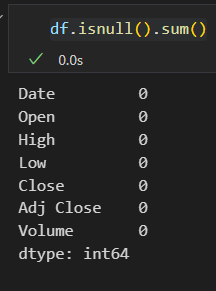 df.isnull().sum()
0.0s
Date 0
Open 0
High 0
Low 0
Close 0
Adj Close 0
Volume 0
dtype: int64